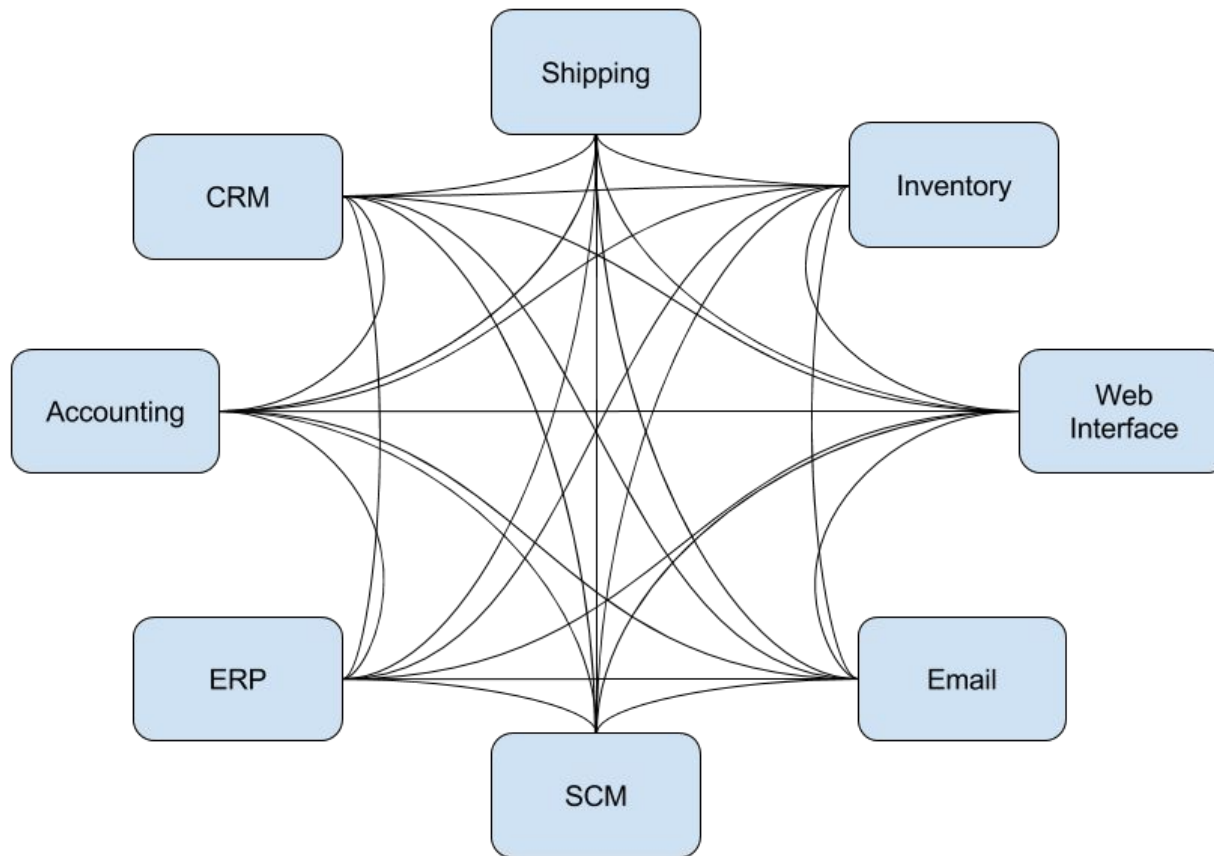 Shipping
CRM
Inventory
Accounting
Web
Interface
ERP
Email
SCM